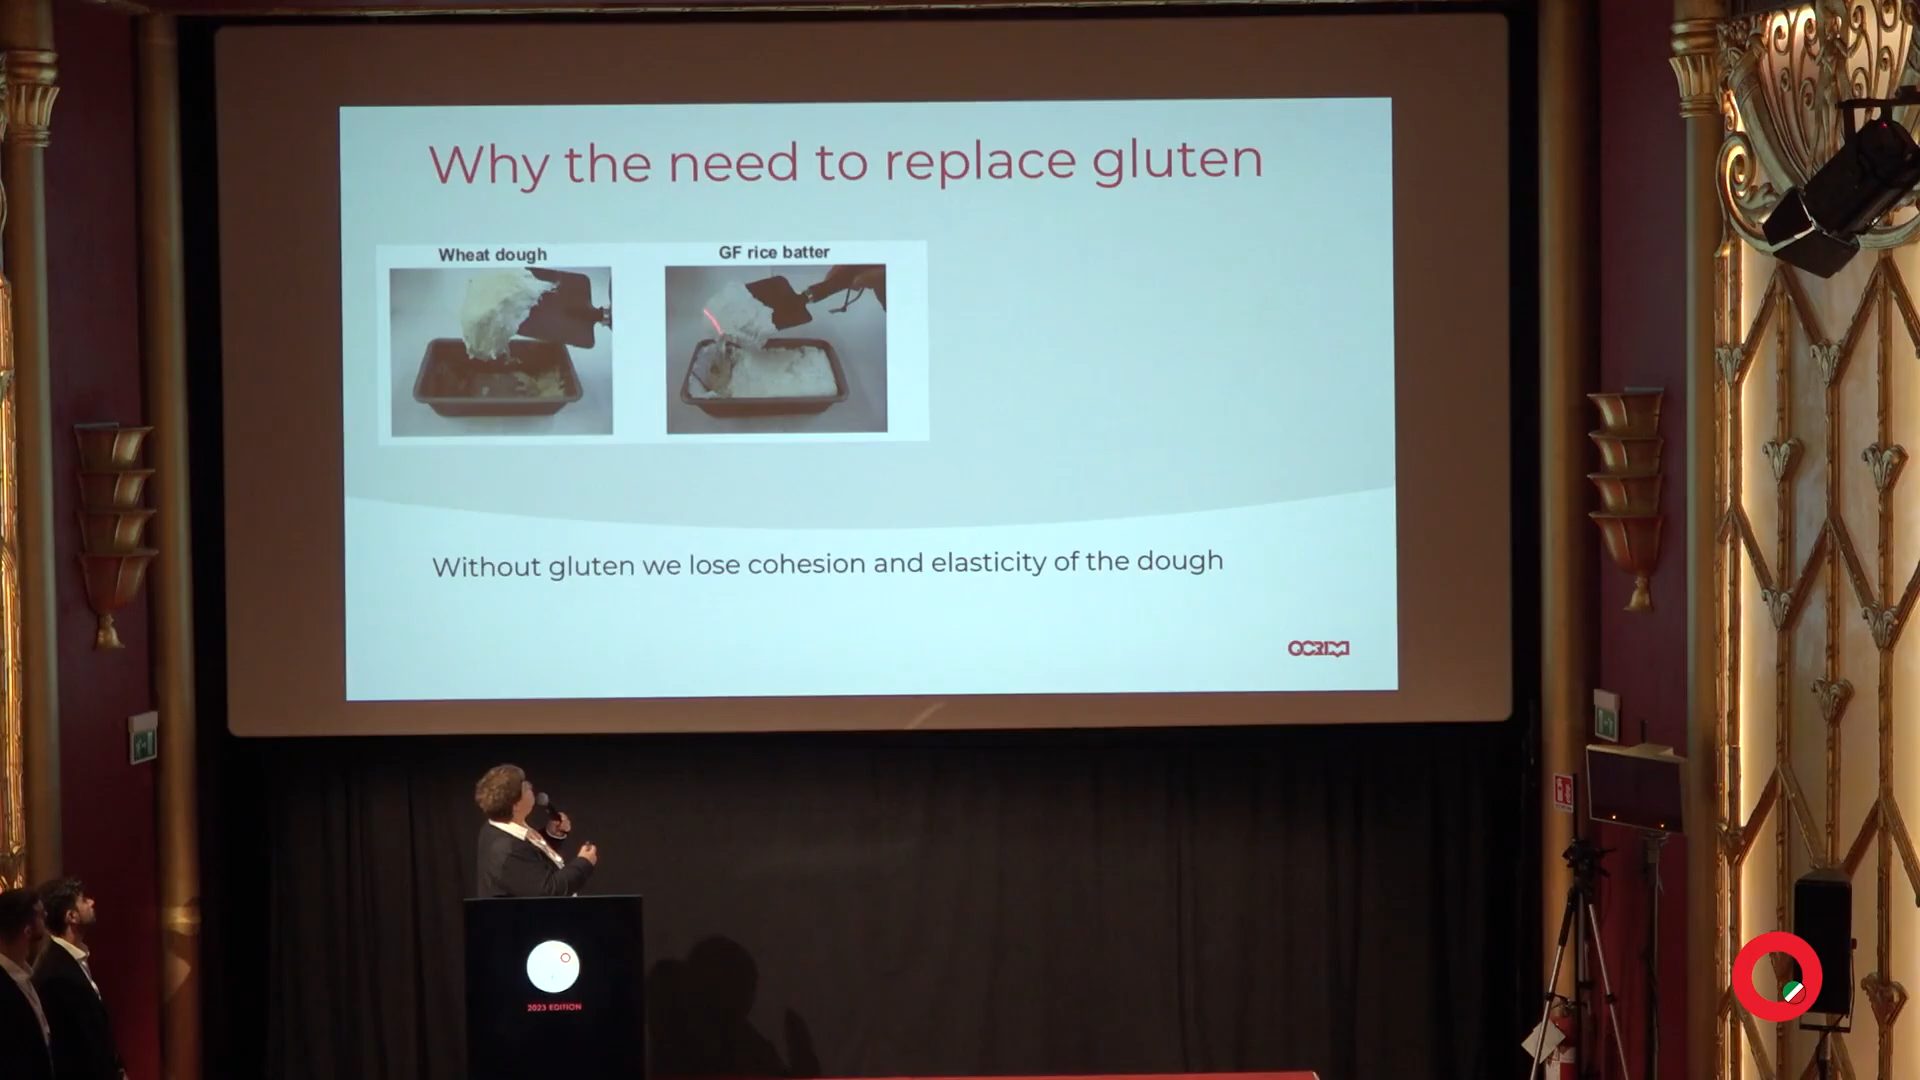 Why the need to replace gluten
Wheat dough
GF rice batter
Without gluten we lose cohesion and elasticity of the dough
OCRIM
2023 EDITION